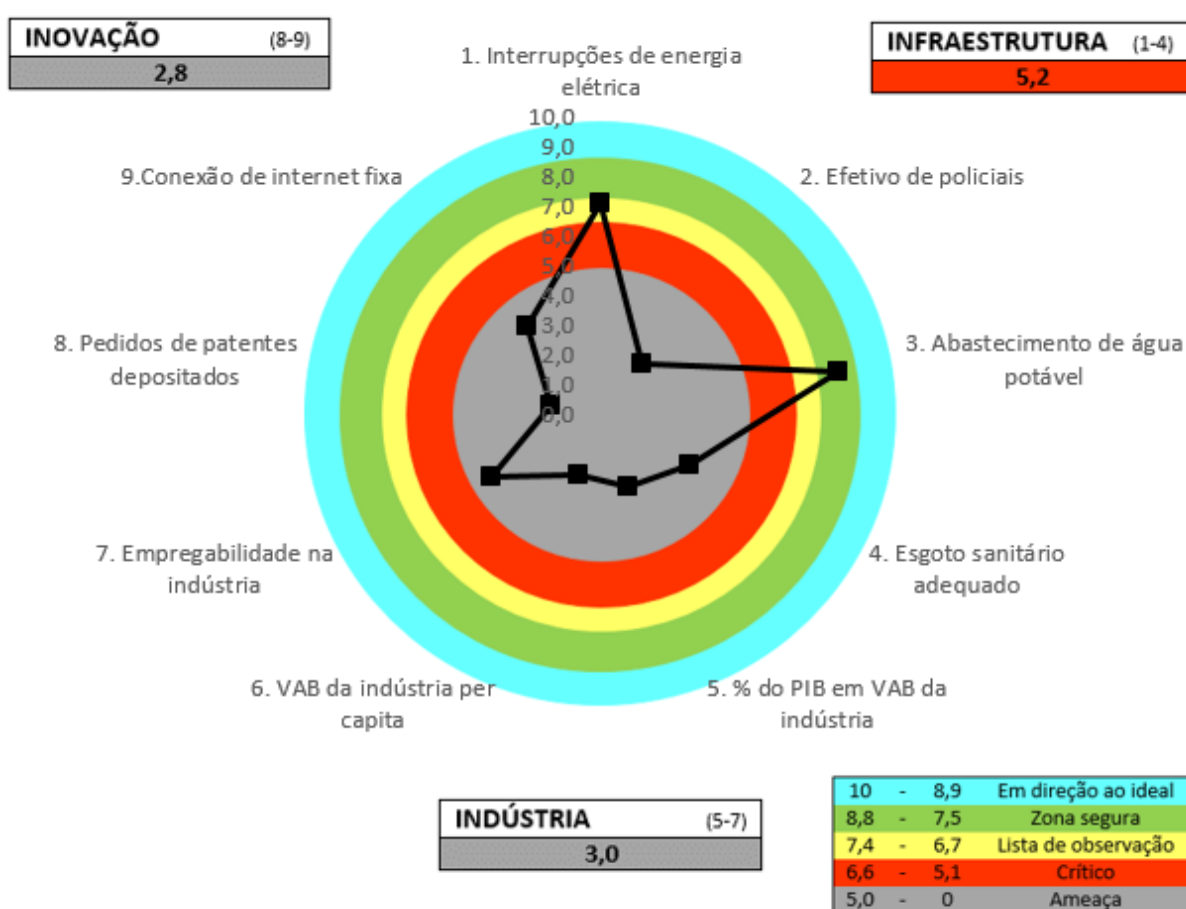 INOVAÇÃO (8-9)
2,8
INFRAESTRUTURA (1-4)
5,2
1. Interrupções de energia
elétrica
10,0
9,0
8,0
7,0
6,0
5,0
4,0
3,0
2,0
1,0
0,0
2. Efetivo de policiais
3. Abastecimento de água
potável
4. Esgoto sanitário
adequado
5. % do PIB em VAB da
indústria
6. VAB da indústria per
capita
7. Empregabilidade na
indústria
8. Pedidos de patentes
depositados
9.Conexão de internet fixa
INDÚSTRIA (5-7)
3,0
10 - 8,9 Em direção ao ideal
8,8 - 7,5 Zona segura
7,4 - 6,7 Lista de observação
6,6 - 5,1 Crítico
5,0 - 0 Ameaça